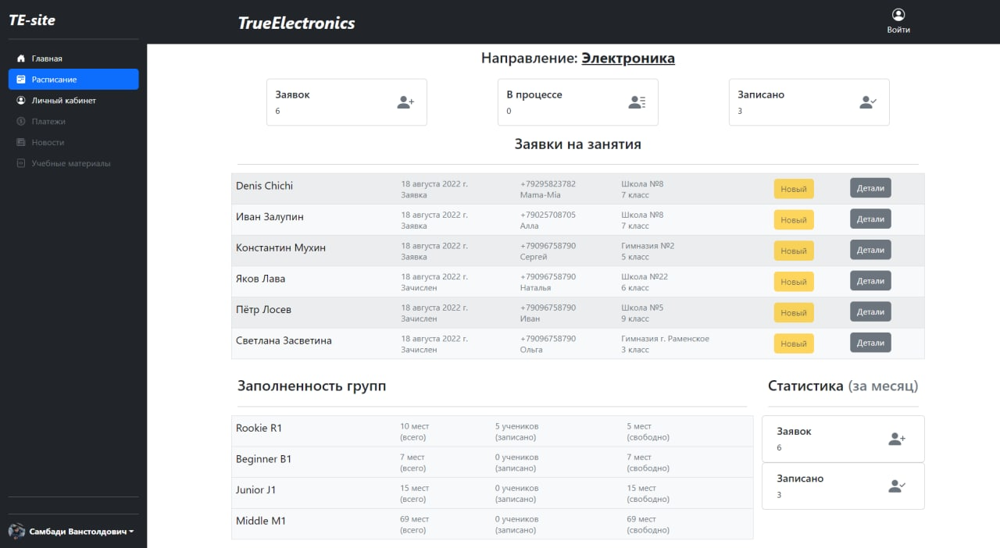 TE-site
Главная
Расписание
Личный кабинет
Платежи
Новости
Учебные материалы
Самбади Ванстолдович
TrueElectronics
Войти
Направление: Электроника
Заявок
6
В процессе
0
Записано
3
Заявки на занятия
Denis Chichi
18 августа 2022 г.
Заявка
+79295823782
Mama-Mia
Школа №8
7 класс
Новый
Детали
Иван Залупин
18 августа 2022 г.
Заявка
+79025708705
Алла
Школа №8
7 класс
Новый
Детали
Константин Мухин
18 августа 2022 г.
Заявка
+79096758790
Сергей
Гимназия №2
5 класс
Новый
Детали
Яков Лава
18 августа 2022 г.
Зачислен
+79096758790
Наталья
Школа №22
6 класс
Новый
Детали
Пётр Лосев
18 августа 2022 г.
Зачислен
+79096758790
Иван
Школа №5
9 класс
Новый
Детали
Светлана Засветина
18 августа 2022 г.
Зачислен
+79096758790
Ольга
Гимназия г. Раменское
3 класс
Новый
Детали
Заполненность групп
Rookie R1
10 мест
(всего)
5 учеников
(записано)
5 мест
(свободно)
Beginner B1
7 мест
(всего)
0 учеников
(записано)
7 мест
(свободно)
Junior J1
15 мест
(всего)
0 учеников
(записано)
15 мест
(свободно)
Middle M1
69 мест
(всего)
0 учеников
(записано)
69 мест
(свободно)
Статистика (за месяц)
Заявок
6
Записано
3